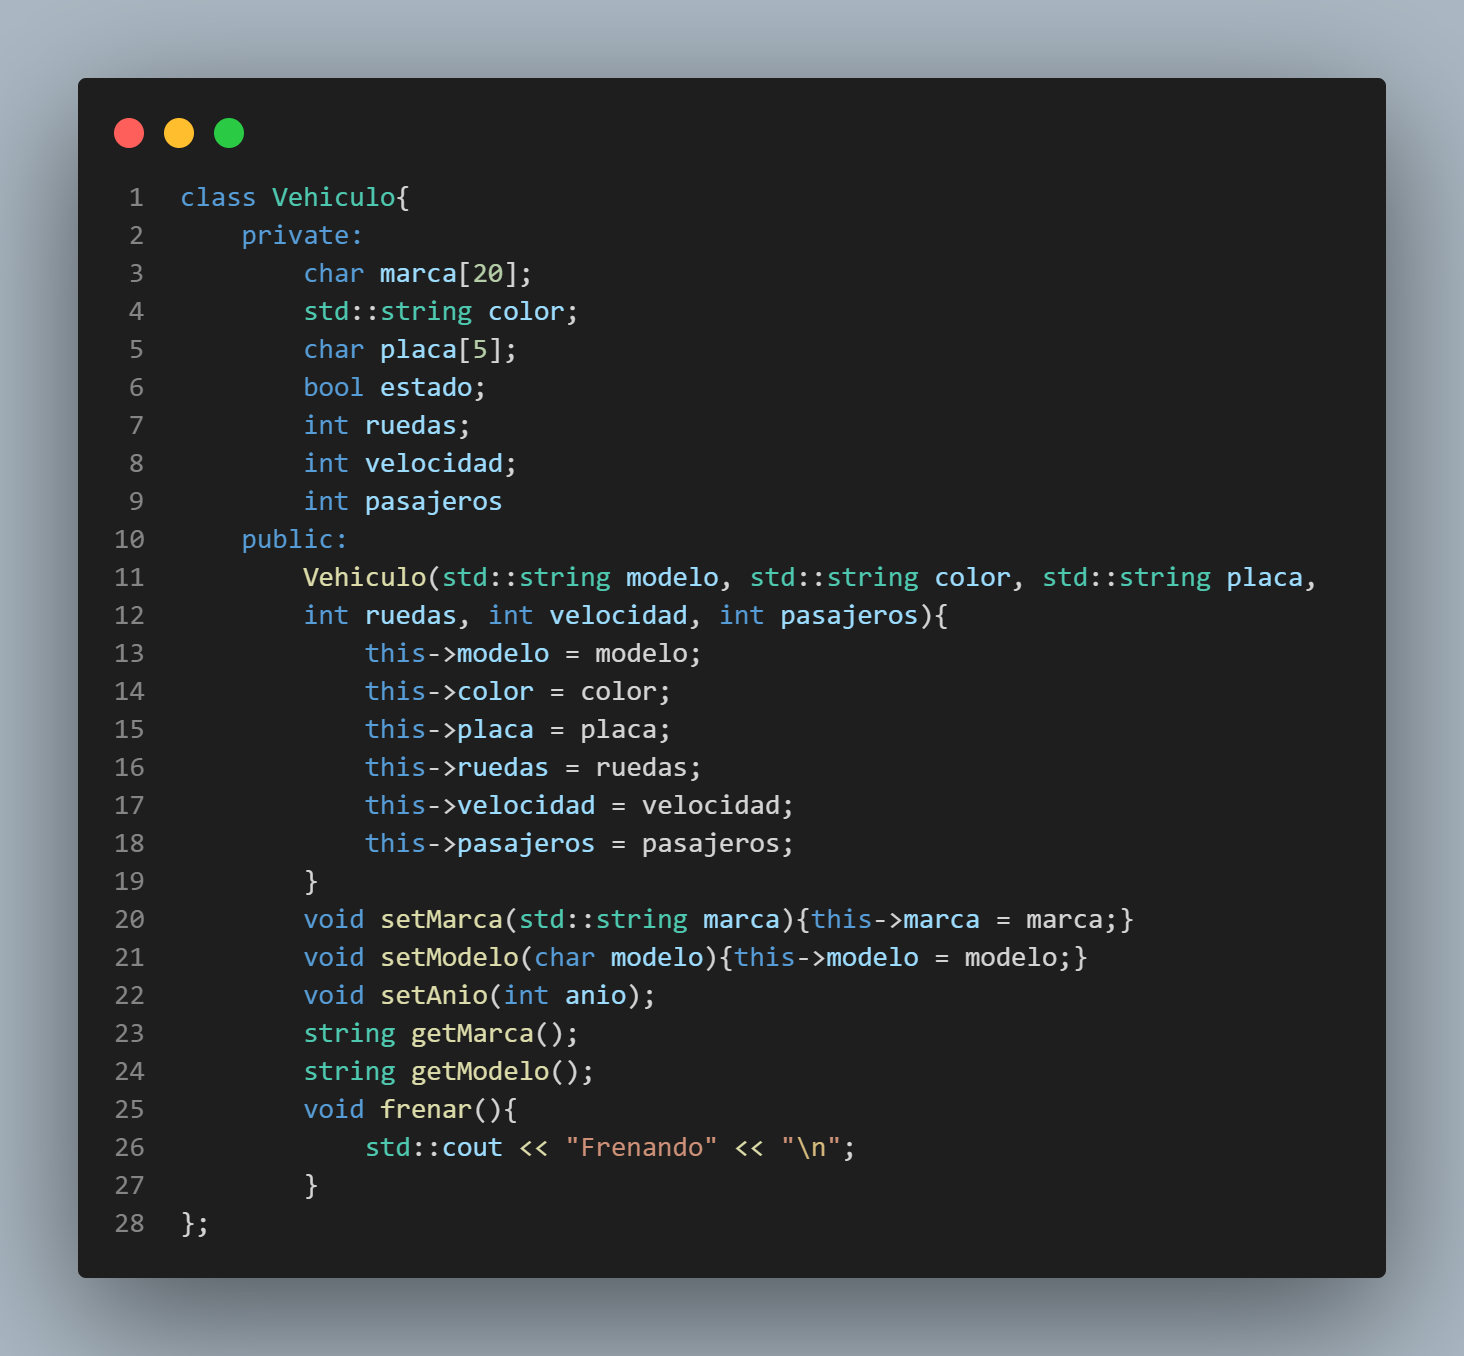 1 class Vehiculo{
2     private:
3         char marca[20];
4         std::string color;
5         char placa[5];
6         bool estado;
7         int ruedas;
8         int velocidad;
9         int pasajeros
10     public:
11         Vehiculo(std::string modelo, std::string color, std::string placa,
12         int ruedas, int velocidad, int pasajeros){
13             this->modelo = modelo;
14             this->color = color;
15             this->placa = placa;
16             this->ruedas = ruedas;
17             this->velocidad = velocidad;
18             this->pasajeros = pasajeros;
19         }
20         void setMarca(std::string marca){this->marca = marca;}
21         void setModelo(char modelo){this->modelo = modelo;}
22         void setAnio(int anio);
23         string getMarca();
24         string getModelo();
25         void frenar(){
26             std::cout << "Frenando" << "\n";
27         }
28 };